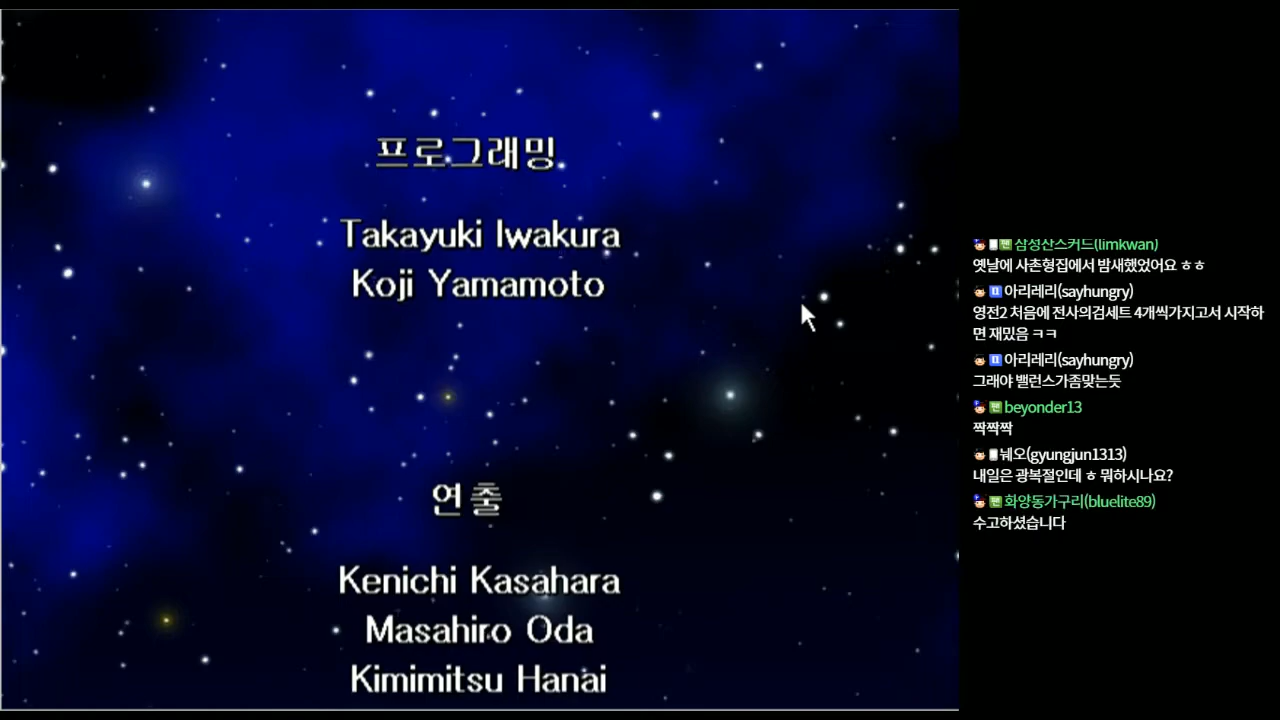 프로그래밍
Takayuki Iwakura
Koji Yamamoto
연출
Kenichi Kasahara
Masahiro Oda
Kimimitsu Hanai
삼성산스커드(limkwan)
옛날에 사촌형집에서 밤새했었어요 ㅎㅎ
아리레리(sayhungry)
영전2 처음에 전사의검세트 4개씩가지고서 시작하
면 재밌음 ㅋㅋ
아리레리(sayhungry)
그래야 밸런스가좀맞는듯
beyonder13
짝짝짝
눼오(gyungjun1313)
내일은 광복절인데 ㅎ 뭐하시나요?
화양동가구리(bluelite89)
수고하셨습니다